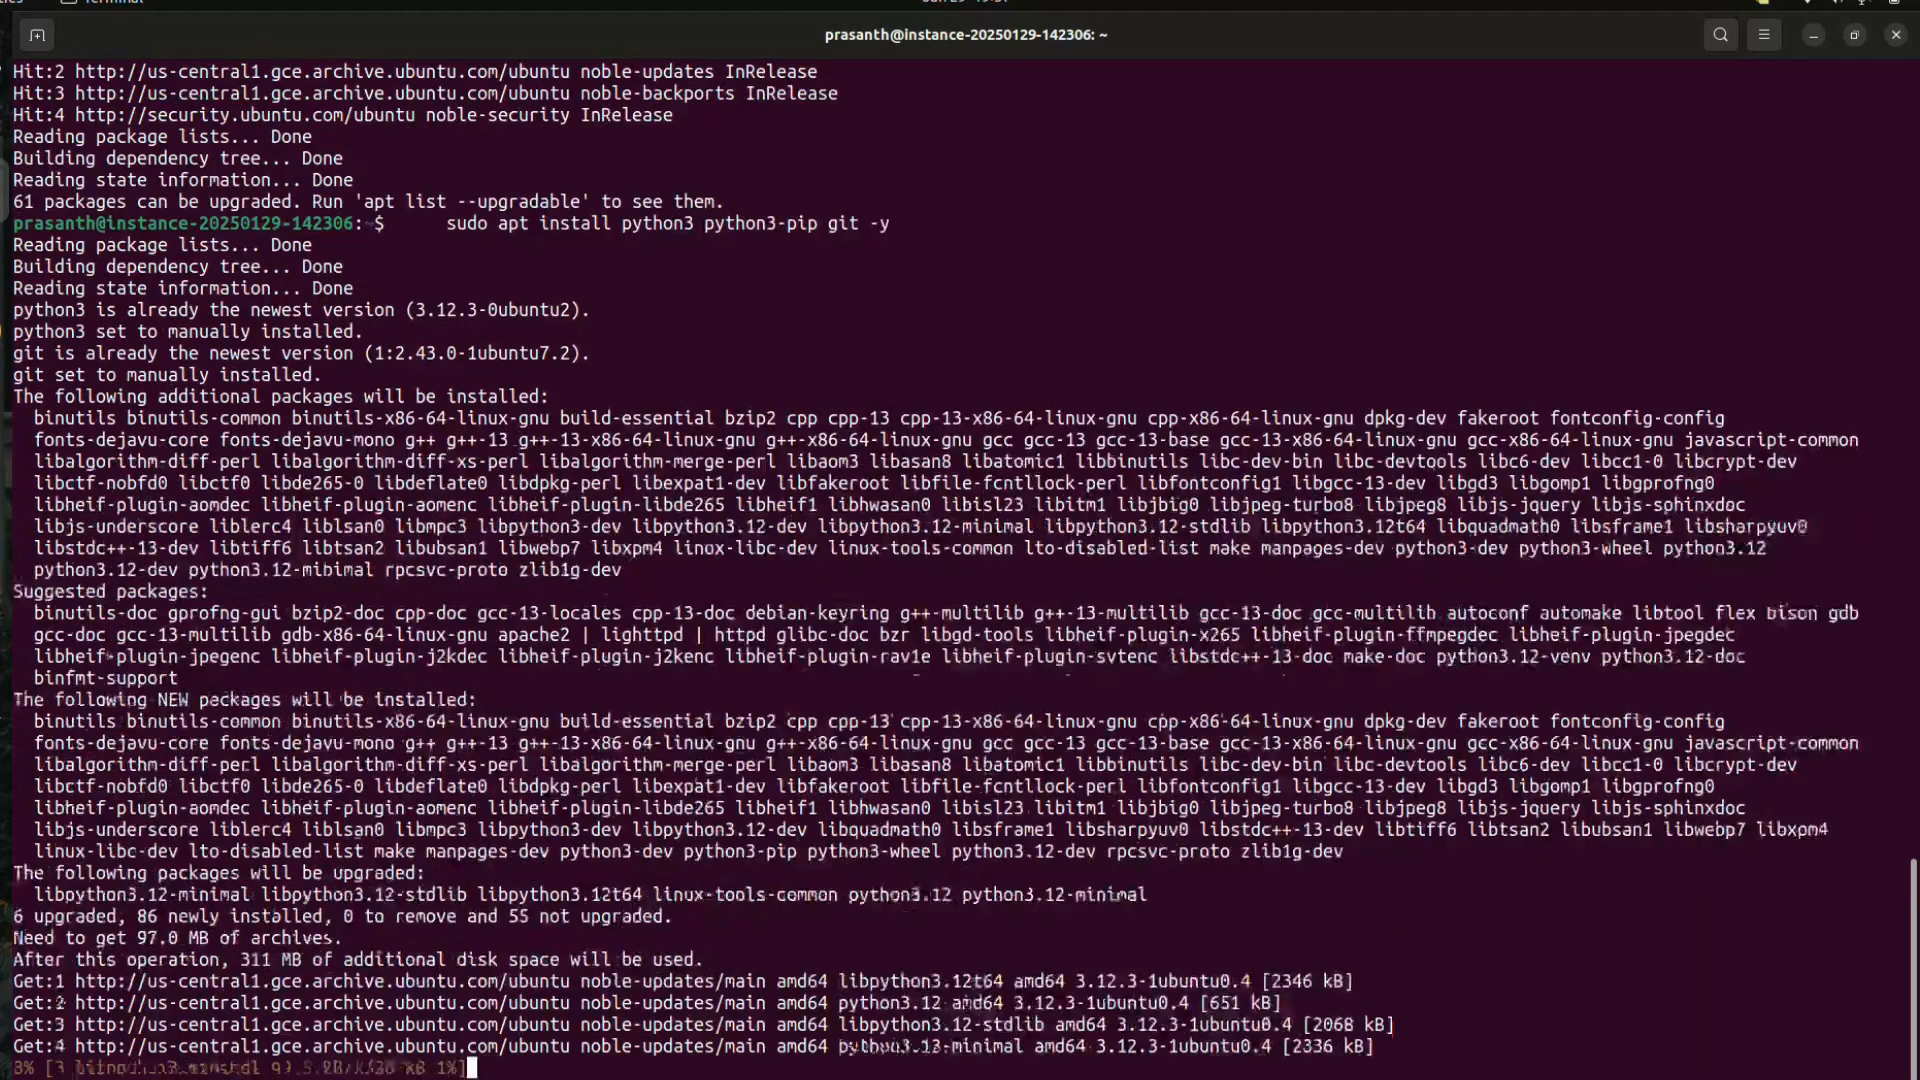 Terminal
prasanth@instance-20250129-142306: ~
Hit:2 http://us-central1.gce.archive.ubuntu.com/ubuntu noble-updates InRelease
Hit:3 http://us-central1.gce.archive.ubuntu.com/ubuntu noble-backports InRelease
Hit:4 http://security.ubuntu.com/ubuntu noble-security InRelease
Reading package lists... Done
Building dependency tree... Done
Reading state information... Done
61 packages can be upgraded. Run 'apt list --upgradable' to see them.
prasanth@instance-20250129-142306:~$      sudo apt install python3 python3-pip git -y
Reading package lists... Done
Building dependency tree... Done
Reading state information... Done
python3 is already the newest version (3.12.3-0ubuntu2).
python3 set to manually installed.
git is already the newest version (1:2.43.0-1ubuntu7.2).
git set to manually installed.
The following additional packages will be installed:
  binutils binutils-common binutils-x86-64-linux-gnu build-essential bzip2 cpp cpp-13 cpp-13-x86-64-linux-gnu cpp-x86-64-linux-gnu dpkg-dev fakeroot fontconfig-config
  fonts-dejavu-core fonts-dejavu-mono g++ g++-13 g++-13-x86-64-linux-gnu g++-x86-64-linux-gnu gcc gcc-13 gcc-13-base gcc-13-x86-64-linux-gnu gcc-x86-64-linux-gnu javascript-common
  libalgorithm-diff-perl libalgorithm-diff-xs-perl libalgorithm-merge-perl libaom3 libasan8 libatomic1 libbinutils libc-dev-bin libc-devtools libc6-dev libcc1-0 libcrypt-dev
  libctf-nobfd0 libctf0 libde265-0 libdeflate0 libdpkg-perl libexpat1-dev libfakeroot libfile-fcntllock-perl libfontconfig1 libgcc-13-dev libgd3 libgomp1 libgprofng0
  libheif-plugin-aomdec libheif-plugin-aomenc libheif-plugin-libde265 libheif1 libhwasan0 libisl23 libitm1 libjbig0 libjpeg-turbo8 libjpeg8 libjs-jquery libjs-sphinxdoc
  libjs-underscore liblerc4 liblsan0 libmpc3 libpython3-dev libpython3.12-dev libpython3.12-minimal libpython3.12-stdlib libpython3.12t64 libquadmath0 libsframe1 libsharpyuv0
  libstdc++-13-dev libtiff6 libtsan2 libubsan1 libwebp7 libxpm4 linux-libc-dev linux-tools-common lto-disabled-list make manpages-dev python3-dev python3-wheel python3.12
  python3.12-dev python3.12-mibimal rpcsvc-proto zlib1g-dev
Suggested packages:
  binutils-doc gprofng-gui bzip2-doc cpp-doc gcc-13-locales cpp-13-doc debian-keyring g++-multilib g++-13-multilib gcc-13-doc gcc-multilib autoconf automake libtool flex bison gdb
  gcc-doc gcc-13-multilib gdb-x86-64-linux-gnu apache2 | lighttpd | httpd glibc-doc bzr libgd-tools libheif-plugin-x265 libheif-plugin-ffmpegdec libheif-plugin-jpegdec
  libheif-plugin-jpegenc libheif-plugin-j2kdec libheif-plugin-j2kenc libheif-plugin-rav1e libheif-plugin-svtenc libstdc++-13-doc make-doc python3.12-venv python3.12-doc
  binfmt-support
The following NEW packages will be installed:
  binutils binutils-common binutils-x86-64-linux-gnu build-essential bzip2 cpp cpp-13 cpp-13-x86-64-linux-gnu cpp-x86-64-linux-gnu dpkg-dev fakeroot fontconfig-config
  fonts-dejavu-core fonts-dejavu-mono g++ g++-13 g++-13-x86-64-linux-gnu g++-x86-64-linux-gnu gcc gcc-13 gcc-13-base gcc-13-x86-64-linux-gnu gcc-x86-64-linux-gnu javascript-common
  libalgorithm-diff-perl libalgorithm-diff-xs-perl libalgorithm-merge-perl libaom3 libasan8 libatomic1 libbinutils libc-dev-bin libc-devtools libc6-dev libcc1-0 libcrypt-dev
  libctf-nobfd0 libctf0 libde265-0 libdeflate0 libdpkg-perl libexpat1-dev libfakeroot libfile-fcntllock-perl libfontconfig1 libgcc-13-dev libgd3 libgomp1 libgprofng0
  libheif-plugin-aomdec libheif-plugin-aomenc libheif-plugin-libde265 libheif1 libhwasan0 libisl23 libitm1 libjbig0 libjpeg-turbo8 libjpeg8 libjs-jquery libjs-sphinxdoc
  libjs-underscore liblerc4 liblsan0 libmpc3 libpython3-dev libpython3.12-dev libquadmath0 libsframe1 libsharpyuv0 libstdc++-13-dev libtiff6 libtsan2 libubsan1 libwebp7 libxpm4
  linux-libc-dev lto-disabled-list make manpages-dev python3-dev python3-pip python3-wheel python3.12-dev rpcsvc-proto zlib1g-dev
The following packages will be upgraded:
  libpython3.12-minimal libpython3.12-stdlib libpython3.12t64 linux-tools-common python3.12 python3.12-minimal
6 upgraded, 86 newly installed, 0 to remove and 55 not upgraded.
Need to get 97.0 MB of archives.
After this operation, 311 MB of additional disk space will be used.
Get:1 http://us-central1.gce.archive.ubuntu.com/ubuntu noble-updates/main amd64 libpython3.12t64 amd64 3.12.3-1ubuntu0.4 [2346 kB]
Get:2 http://us-central1.gce.archive.ubuntu.com/ubuntu noble-updates/main amd64 python3.12 amd64 3.12.3-1ubuntu0.4 [651 kB]
Get:3 http://us-central1.gce.archive.ubuntu.com/ubuntu noble-updates/main amd64 libpython3.12-stdlib amd64 3.12.3-1ubuntu0.4 [2068 kB]
Get:4 http://us-central1.gce.archive.ubuntu.com/ubuntu noble-updates/main amd64 amd64 3.12.3-1ubuntu0.4 [2336 kB]
3% [3 1%]